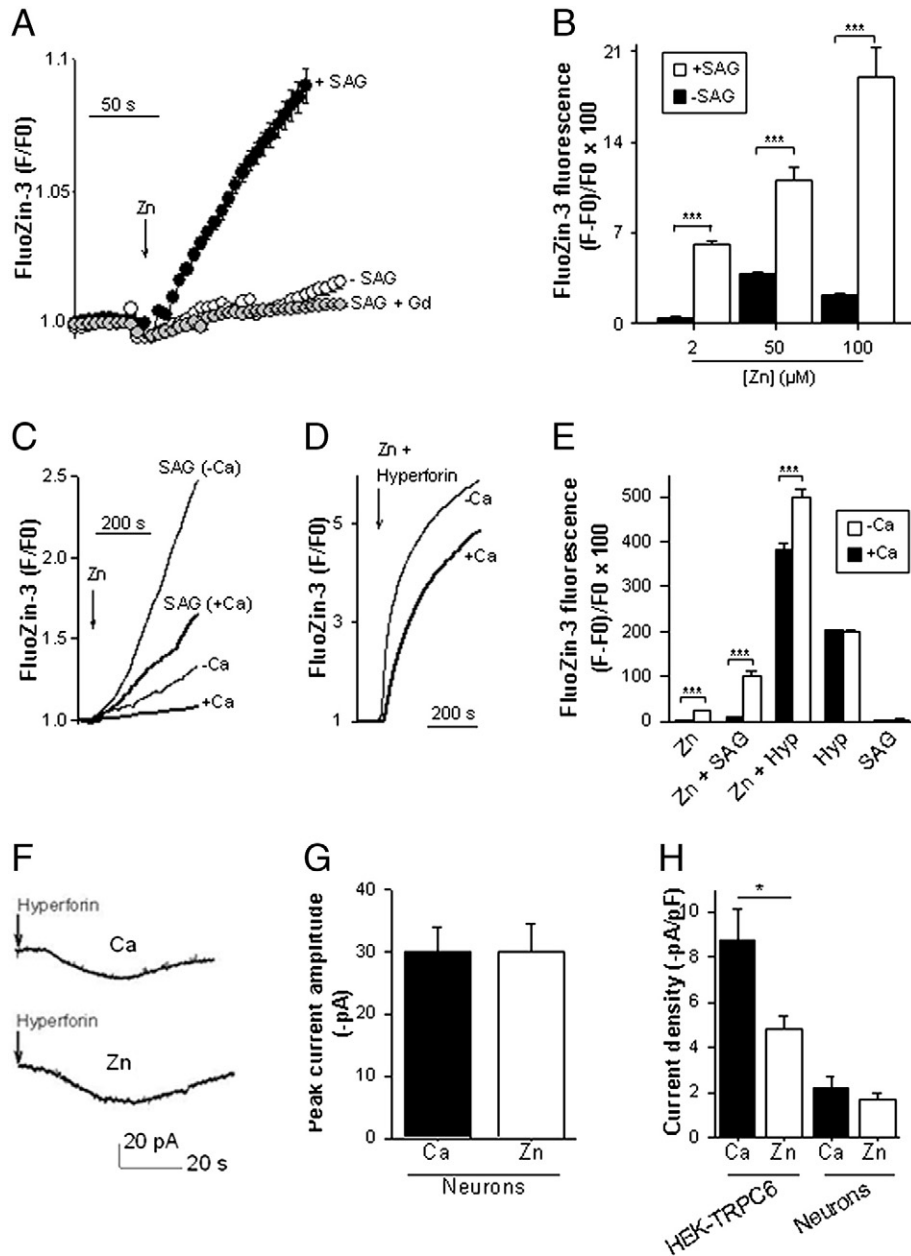 A
1.1
1.05
1.0
FluoZin-3 (F/F0)
50 s
Zn
+ SAG
- SAG
SAG + Gd
B
21
14
7
0
FluoZin-3 fluorescence
(F-F0)/F0 x 100
+SAG
-SAG
***
***
***
2
50
100
[Zn] (µM)
C
2.5
2.0
1.5
1.0
FluoZin-3 (F/F0)
200 s
Zn
SAG (-Ca)
SAG (+Ca)
-Ca
+Ca
D
5
3
1
FluoZin-3 (F/F0)
Zn +
Hyperforin
-Ca
+Ca
200 s
E
500
400
300
200
100
0
FluoZin-3 fluorescence
(F-F0)/F0 x 100
-Ca
+Ca
***
***
***
Zn
Zn + SAG
Zn + Hyp
Hyp
SAG
F
Hyperforin
Ca
Hyperforin
Zn
20 pA
20 s
G
40
30
20
10
0
Peak current amplitude
(-pA)
Ca
Zn
Neurons
H
10
8
6
4
2
0
Current density (-pA/pF)
*
Ca
Zn
Ca
Zn
HEK-TRPC6
Neurons